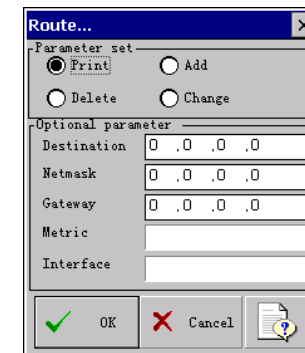 Route...
Parameter set
Print Add
Delete Change
Optional parameter
Destination 0 .0 .0 .0
Netmask 0 .0 .0 .0
Gateway 0 .0 .0 .0
Metric
Interface
OK Cancel